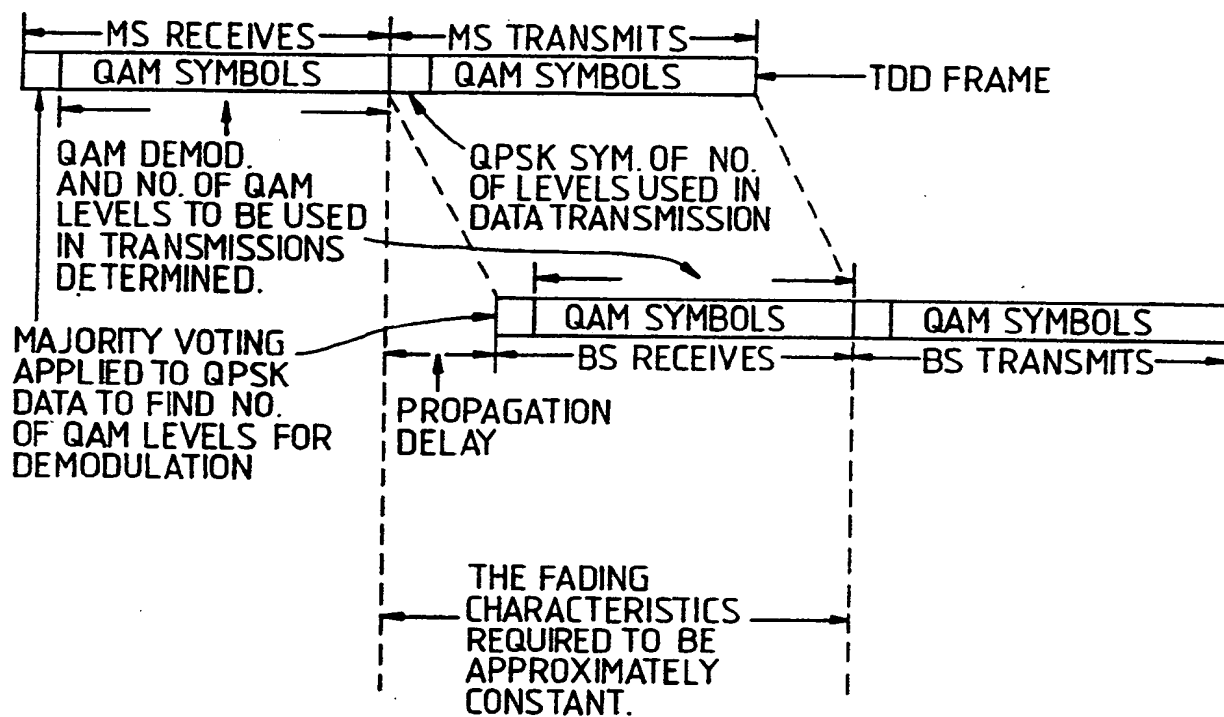 MS RECEIVES
MS TRANSMITS
QAM SYMBOLS
QAM SYMBOLS
TDD FRAME
QAM DEMOD.
AND NO. OF QAM
LEVELS TO BE USED
IN TRANSMISSIONS
DETERMINED.
QPSK SYM. OF NO.
OF LEVELS USED IN
DATA TRANSMISSION
QAM SYMBOLS
QAM SYMBOLS
BS RECEIVES
BS TRANSMITS
MAJORITY VOTING
APPLIED TO QPSK
DATA TO FIND NO.
OF QAM LEVELS FOR
DEMODULATION
PROPAGATION
DELAY
THE FADING
CHARACTERISTICS
REQUIRED TO BE
APPROXIMATELY
CONSTANT.